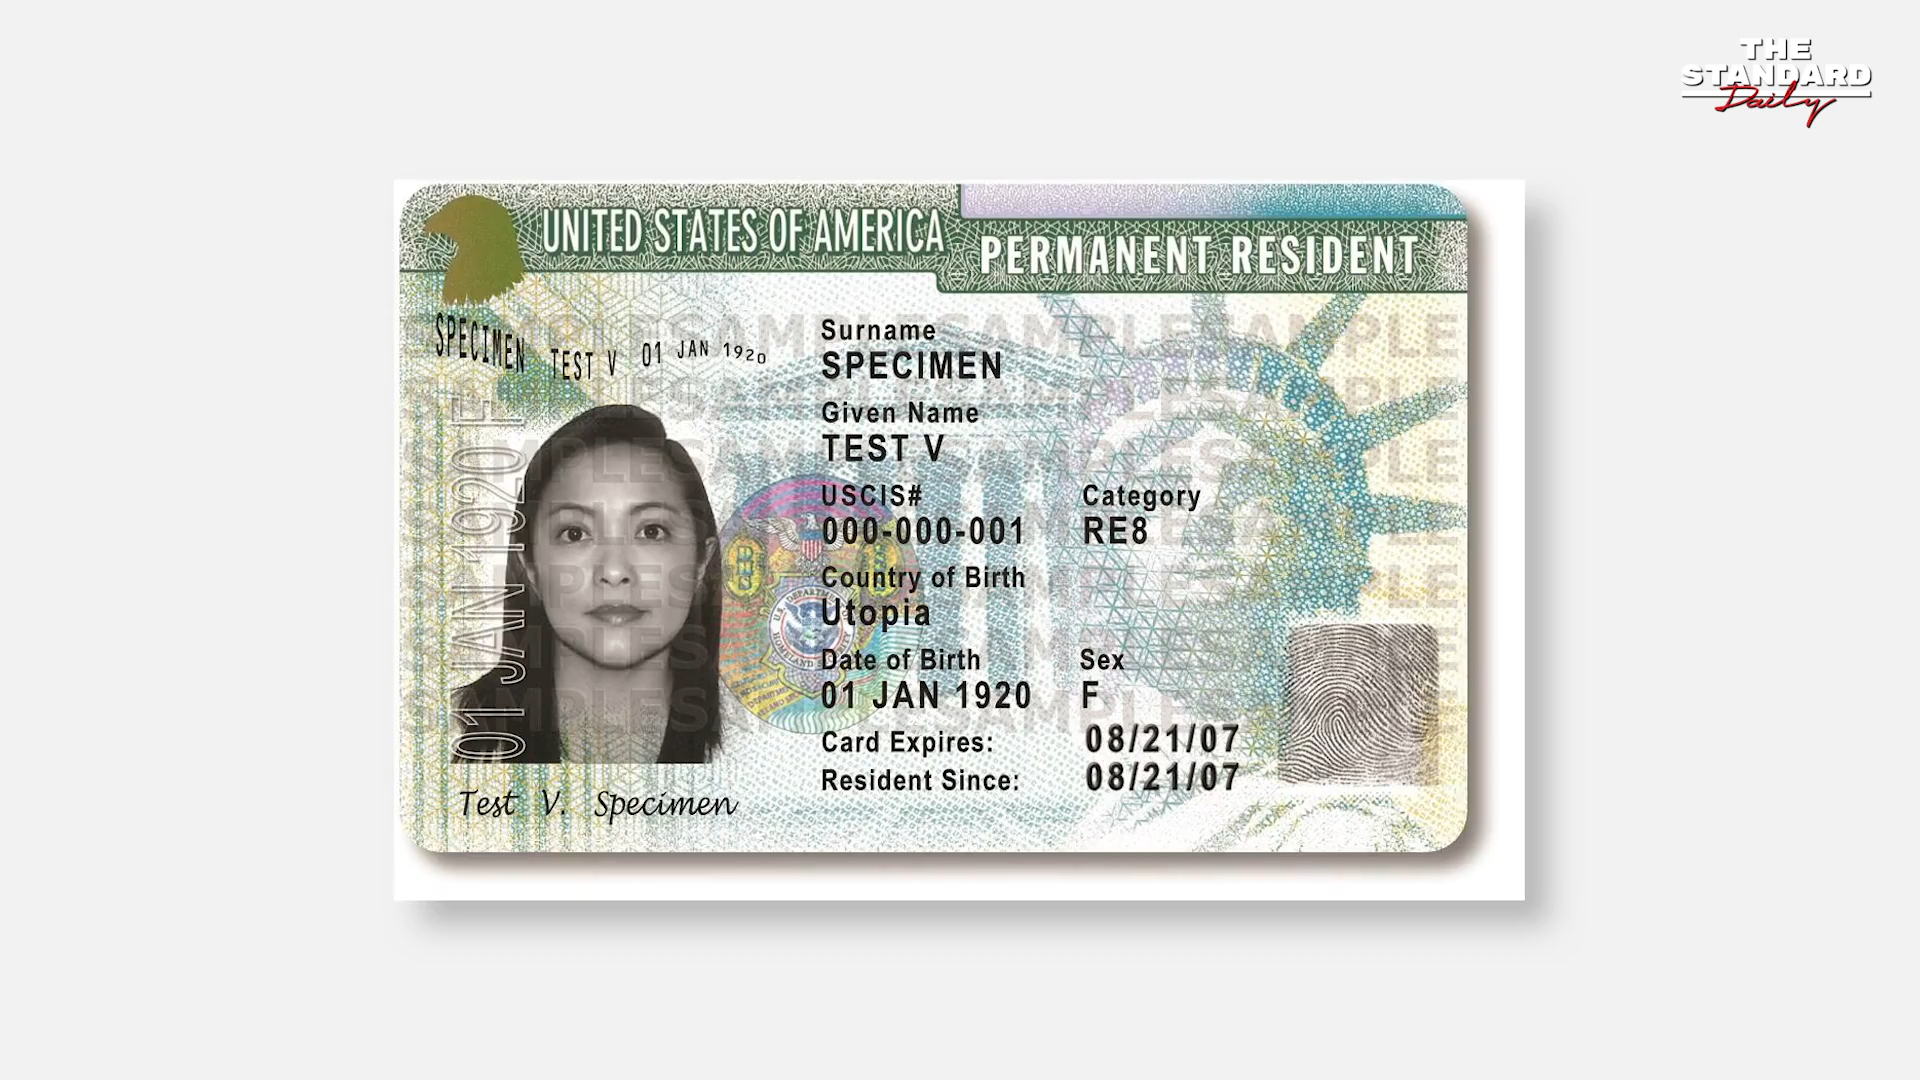 THE
STANDARD
Daily
UNITED STATES OF AMERICA
PERMANENT RESIDENT
SPECIMEN TEST V 01 JAN 1920
Surname
SPECIMEN
Given Name
TEST V
USCIS# Category
000-000-001 RE8
Country of Birth
Utopia
Date of Birth Sex
01 JAN 1920 F
Card Expires: 08/21/07
Resident Since: 08/21/07
01 JAN 1920 F
Test V. Specimen